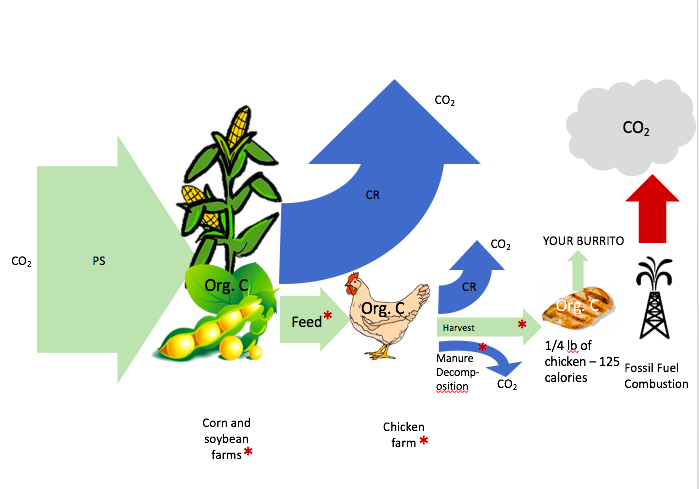 CO₂
PS
Org. C
CO₂
CR
Feed*
Org. C
CO₂
CR
Harvest *
*
Manure
Decomp-
osition
CO₂
YOUR BURRITO
Org. C
1/4 lb of
chicken – 125
calories
CO₂
Fossil Fuel
Combustion
Corn and
soybean
farms *
Chicken
farm *